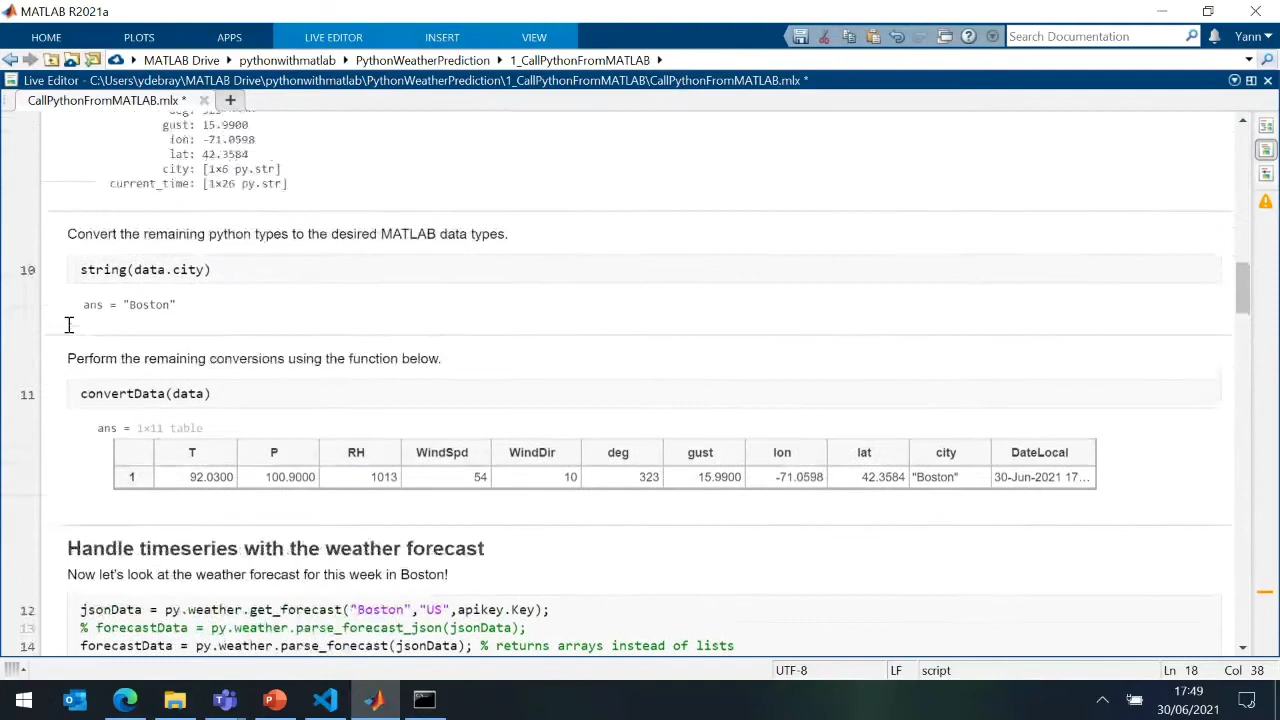 MATLAB R2021a
HOME PLOTS APPS LIVE EDITOR INSERT VIEW Search Documentation Yann
MATLAB Drive pythonwithmatlab PythonWeatherPrediction 1_CallPythonFromMATLAB
Live Editor - C:\Users\ydebray\MATLAB Drive\pythonwithmatlab\PythonWeatherPrediction\1_CallPythonFromMATLAB\CallPythonFromMATLAB.mlx *
CallPythonFromMATLAB.mlx *
gust: 15.9900
lon: -71.0598
lat: 42.3584
city: [1×6 py.str]
current_time: [1×26 py.str]
Convert the remaining python types to the desired MATLAB data types.
10 string(data.city)
ans = "Boston"
Perform the remaining conversions using the function below.
11 convertData(data)
ans = 1×11 table
T P RH WindSpd WindDir deg gust lon lat city DateLocal
1 92.0300 100.9000 1013 54 10 323 15.9900 -71.0598 42.3584 "Boston" 30-Jun-2021 17...
Handle timeseries with the weather forecast
Now let's look at the weather forecast for this week in Boston!
12 jsonData = py.weather.get_forecast("Boston","US",apikey.Key);
13 % forecastData = py.weather.parse_forecast_json(jsonData);
14 forecastData = py.weather.parse_forecast(jsonData); % returns arrays instead of lists
UTF-8 LF script Ln 18 Col 38
17:49
30/06/2021